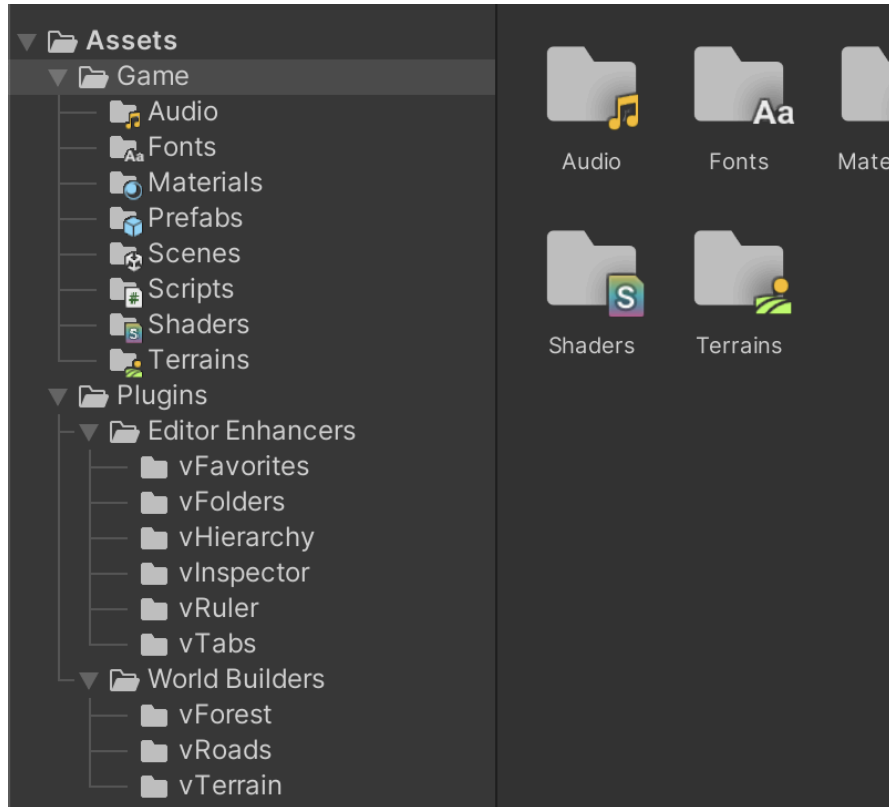 Assets
Game
Audio
Fonts
Materials
Prefabs
Scenes
Scripts
Shaders
Terrains
Plugins
Editor Enhancers
vFavorites
vFolders
vHierarchy
vInspector
vRuler
vTabs
World Builders
vForest
vRoads
vTerrain
Aa
Audio Fonts Mate
S
Shaders Terrains